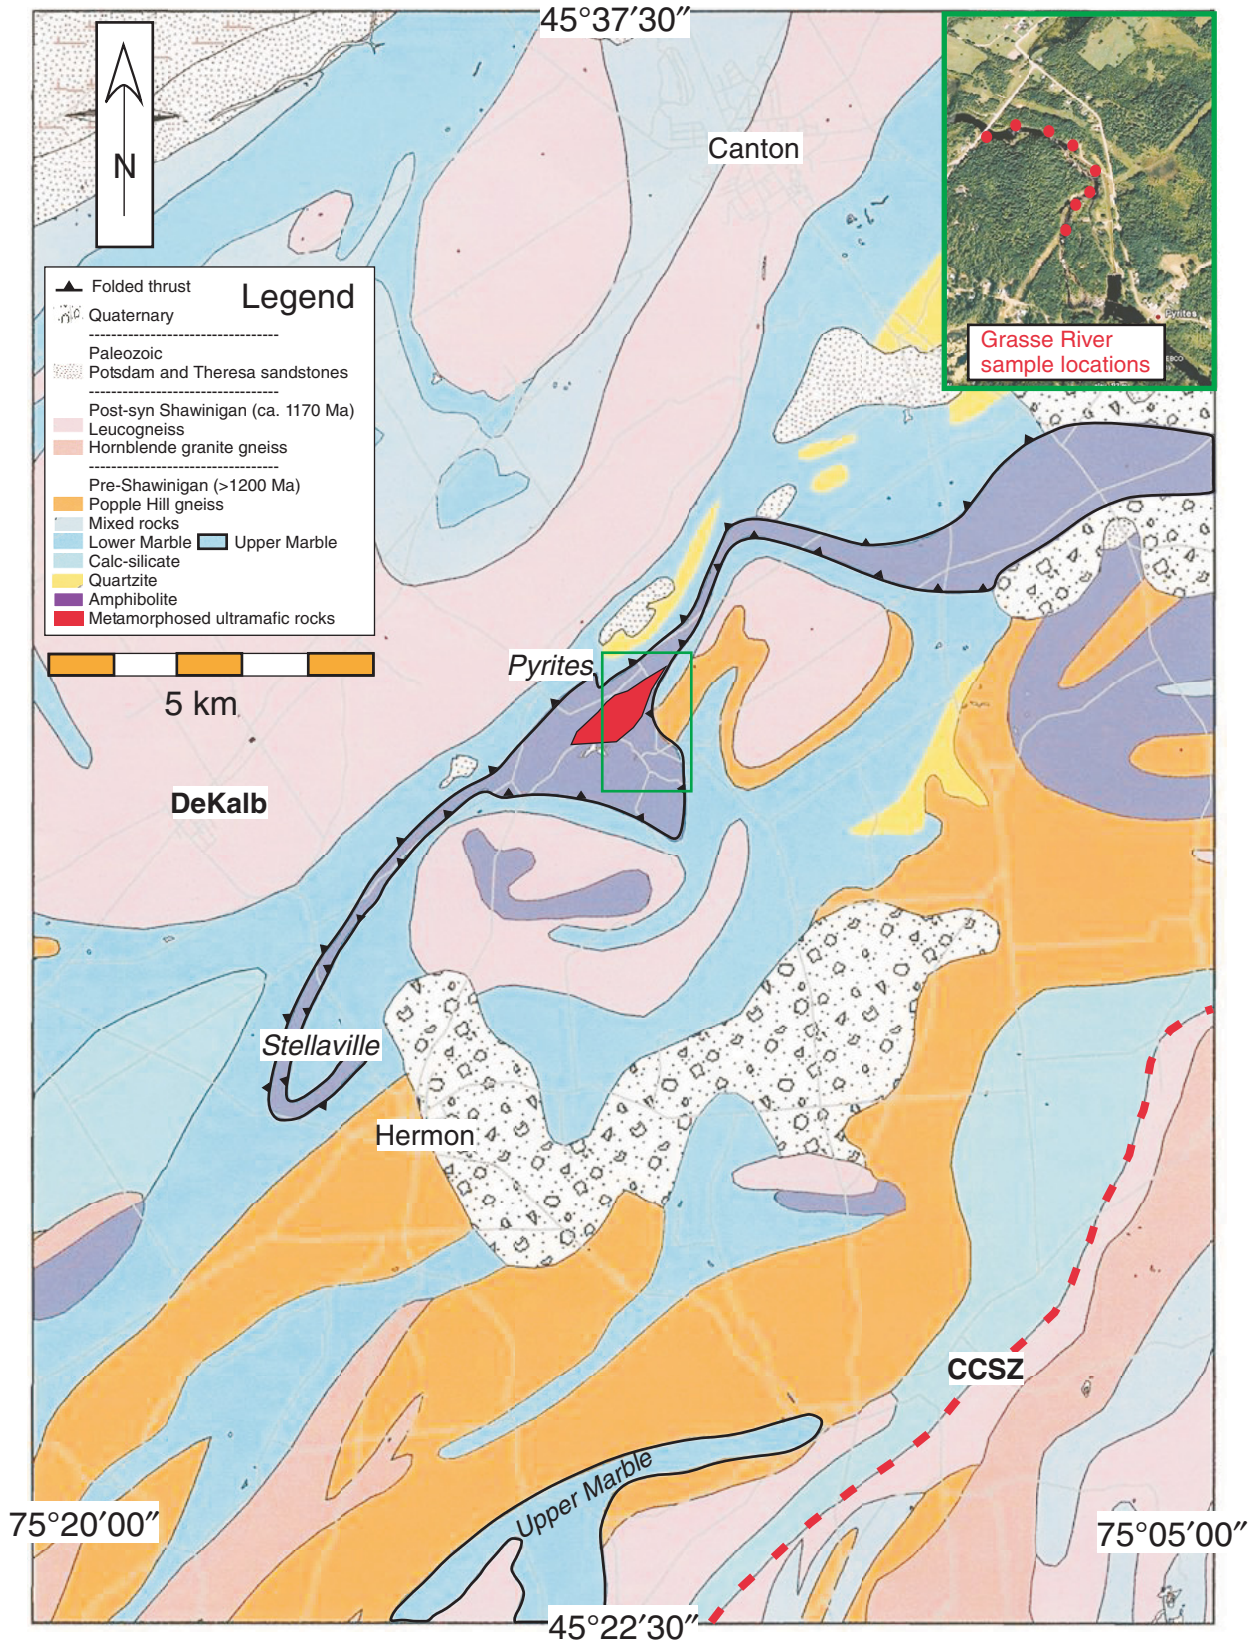 45°37′30″
N
Canton
Pyrites
Grasse River
sample locations
Legend
Folded thrust
Quaternary
Paleozoic
Potsdam and Theresa sandstones
Post-syn Shawinigan (ca. 1170 Ma)
Leucogneiss
Hornblende granite gneiss
Pre-Shawinigan (>1200 Ma)
Popple Hill gneiss
Mixed rocks
Lower Marble Upper Marble
Calc-silicate
Quartzite
Amphibolite
Metamorphosed ultramafic rocks
5 km
Pyrites
DeKalb
Stellaville
Hermon
CCSZ
Upper Marble
75°20′00″
75°05′00″
45°22′30″